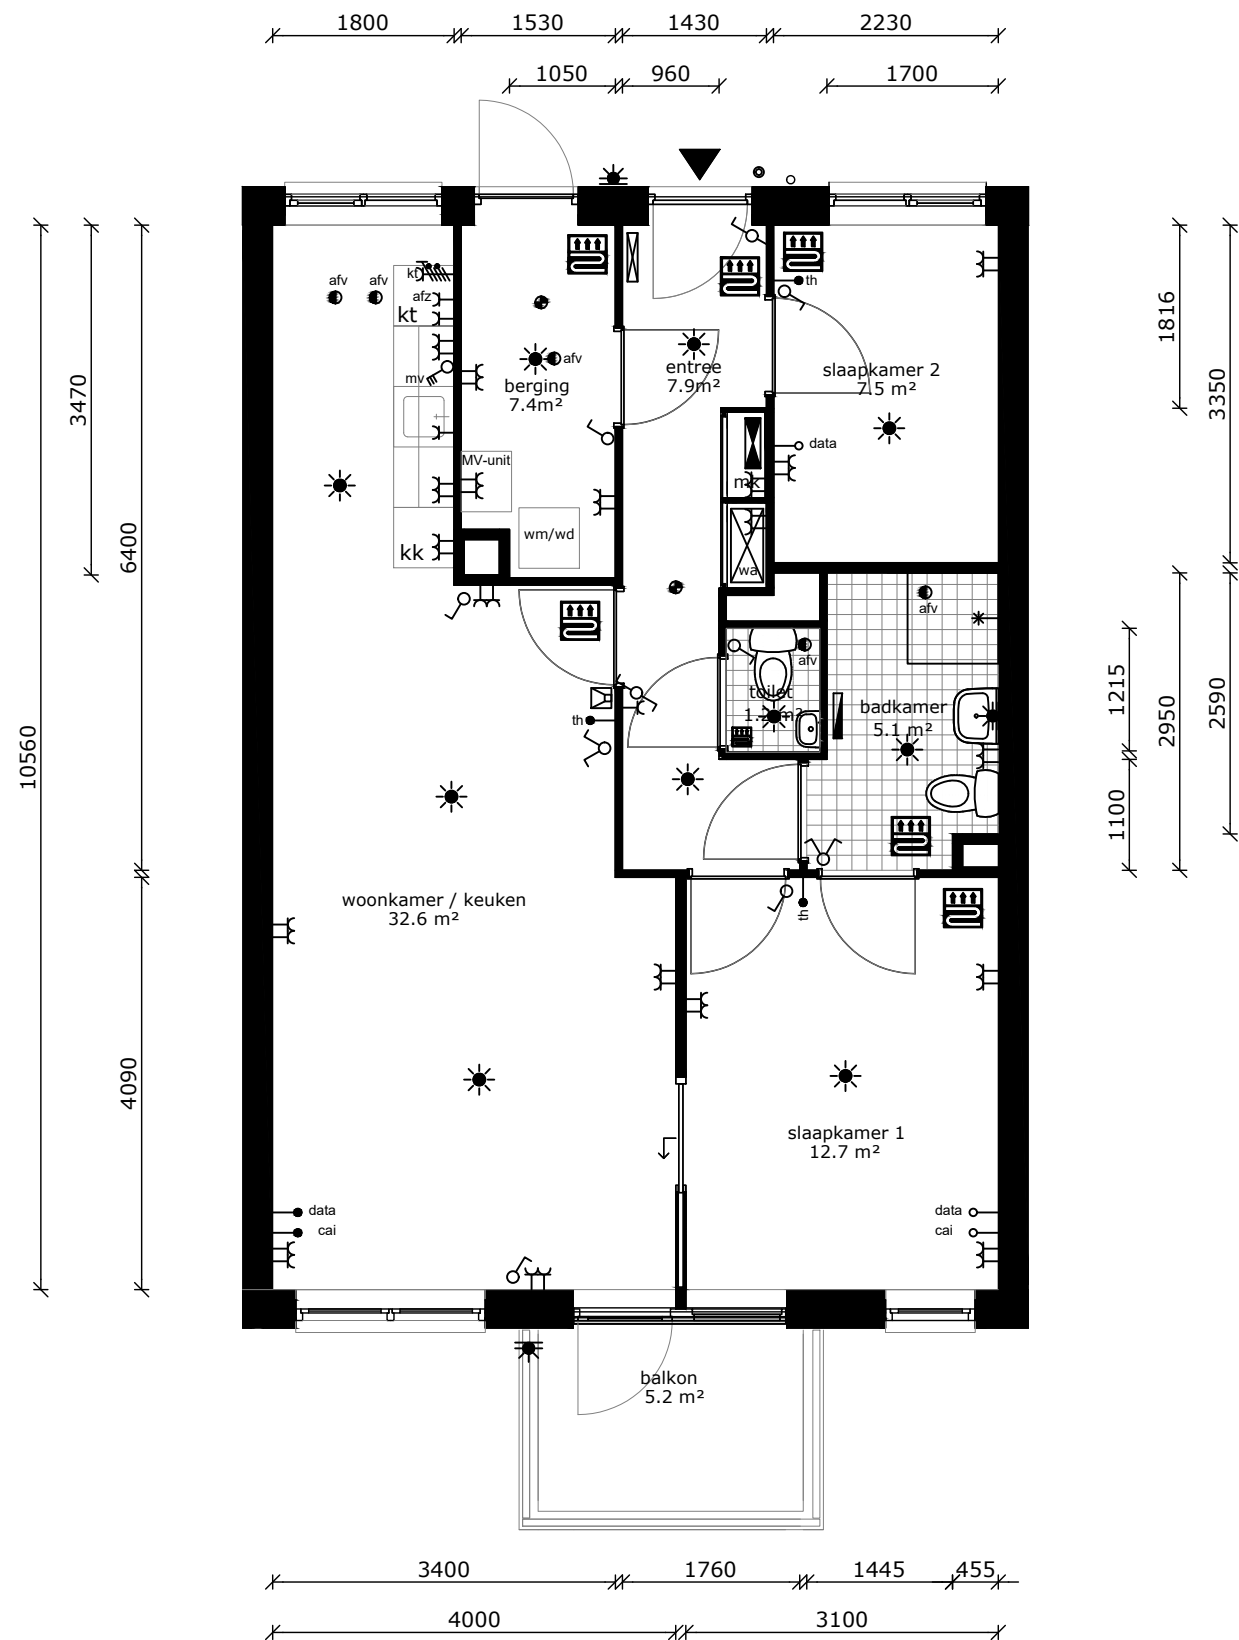 1800
1530
1430
2230
1050
960
1700
kt
afv
afv
afz
kt
mv
th
afv
berging
7.4m²
entree
7.9m²
slaapkamer 2
7.5 m²
1816
3350
3470
MV-unit
data
mk
6400
wm/wd
kk
wa
afv
afv
toilet
th
badkamer
5.1 m²
1215
2950
2590
10560
1100
woonkamer / keuken
32.6 m²
th
4090
slaapkamer 1
12.7 m²
data
cai
data
cai
balkon
5.2 m²
3400
1760
1445
455
4000
3100